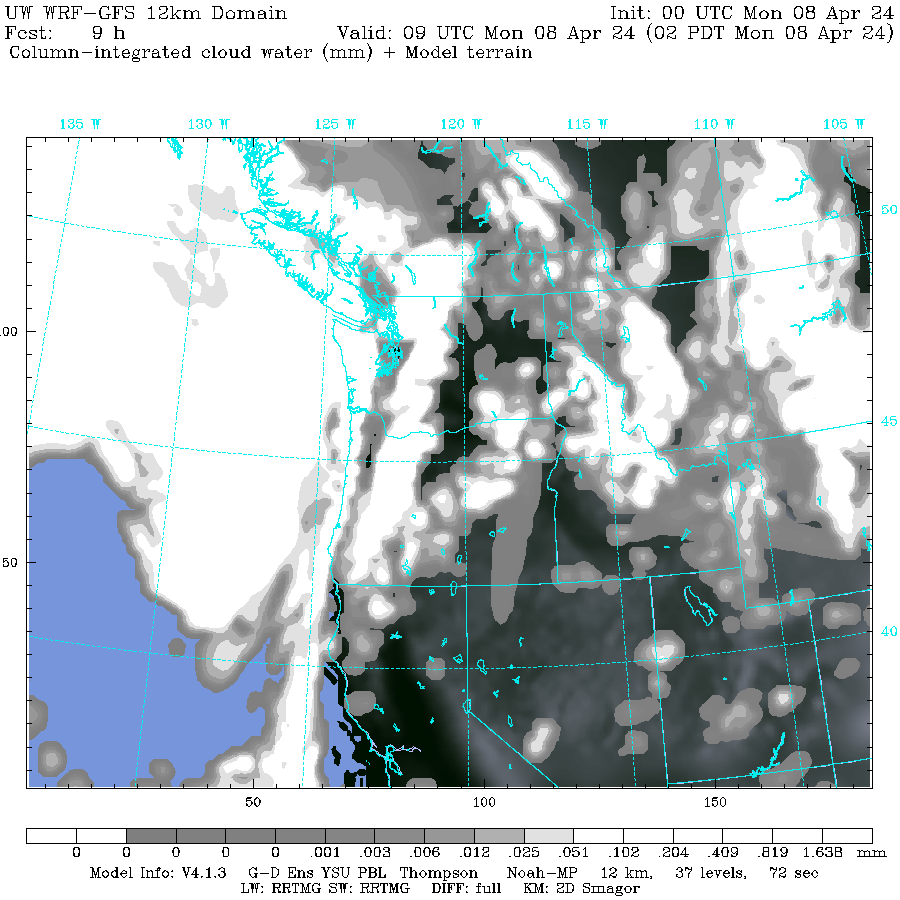 UW WRF-GFS 12km Domain Init: 00 UTC Mon 08 Apr 24
Fcst: 9 h Valid: 09 UTC Mon 08 Apr 24 (02 PDT Mon 08 Apr 24)
Column-integrated cloud water (mm) + Model terrain
135 W 130 W 125 W 120 W 115 W 110 W 105 W
50
00
45
50
40
50 100 150
0 0 0 0 0 .001 .003 .006 .012 .025 .051 .102 .204 .409 .819 1.638 mm
Model Info: V4.1.3 G-D Ens YSU PBL Thompson Noah-MP 12 km, 37 levels, 72 sec
LW: RRTMG SW: RRTMG DIFF: full KM: 2D Smagor